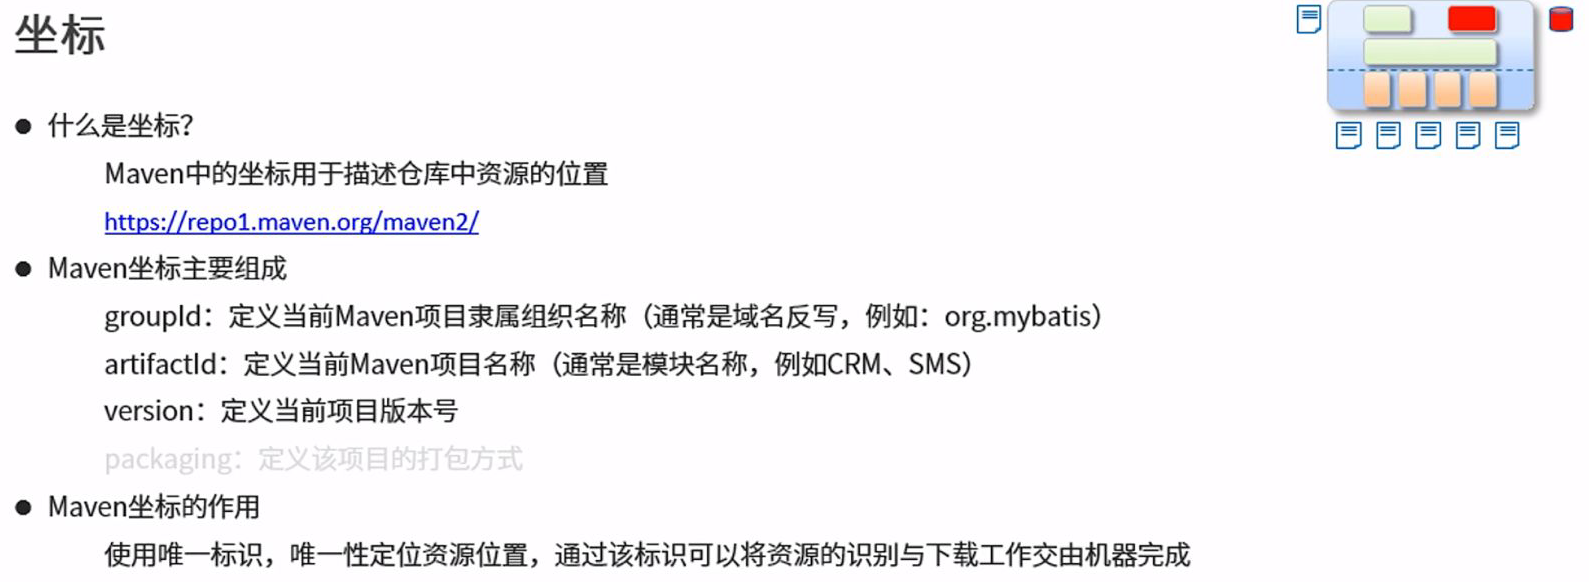 坐标
● 什么是坐标？
Maven中的坐标用于描述仓库中资源的位置
https://repo1.maven.org/maven2/
● Maven坐标主要组成
groupId：定义当前Maven项目隶属组织名称（通常是域名反写，例如：org.mybatis）
artifactId：定义当前Maven项目名称（通常是模块名称，例如CRM、SMS）
version：定义当前项目版本号
packaging：定义该项目的打包方式
● Maven坐标的作用
使用唯一标识，唯一性定位资源位置，通过该标识可以将资源的识别与下载工作交由机器完成